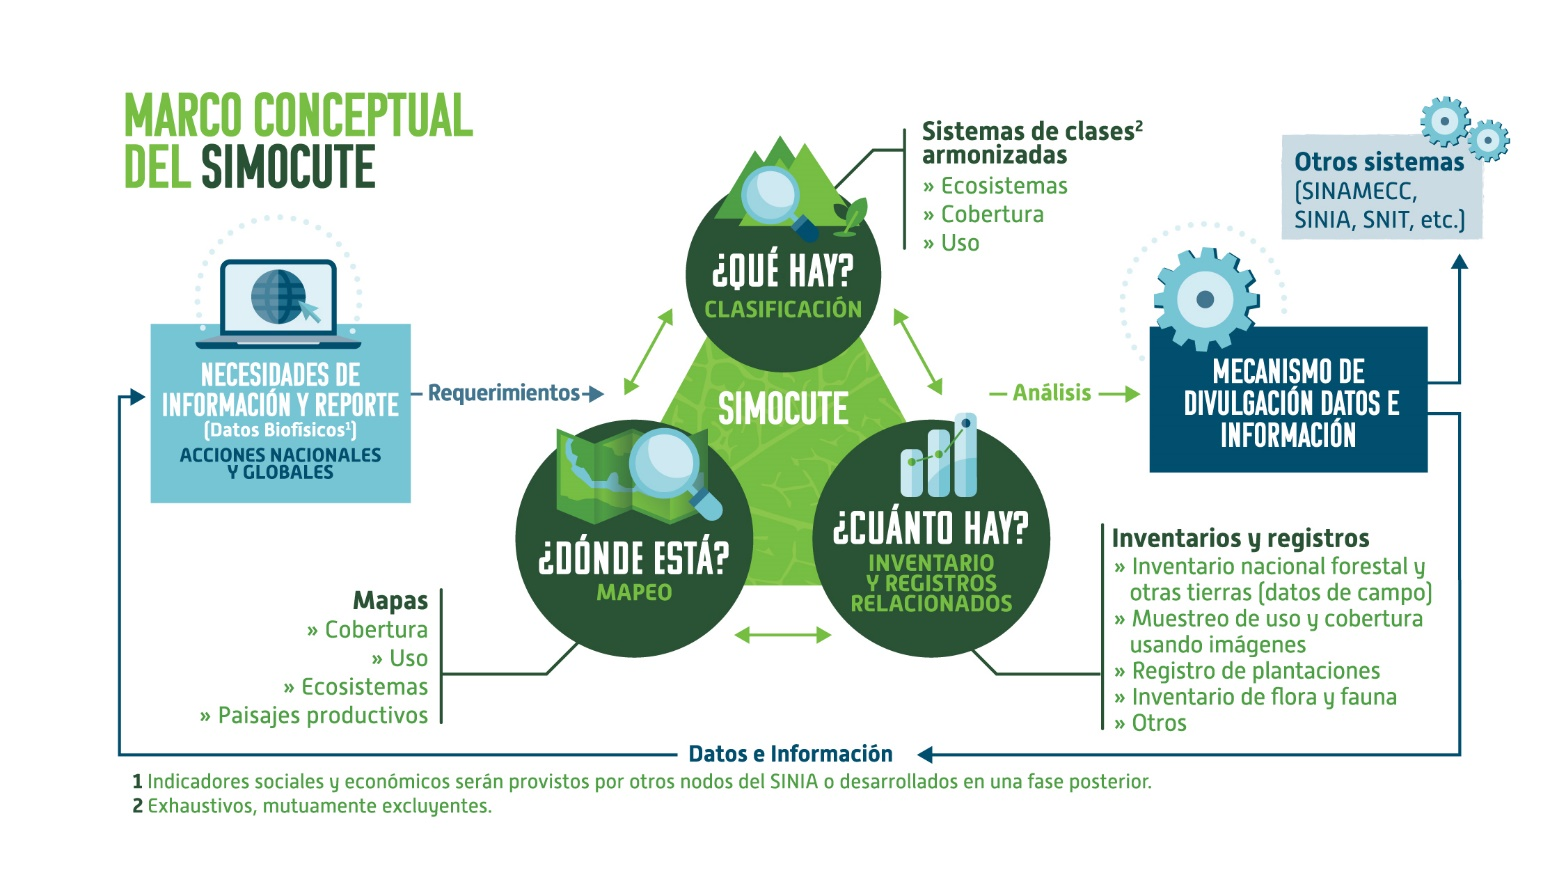 MARCO CONCEPTUAL
DEL SIMOCUTE
NECESIDADES DE
INFORMACIÓN Y REPORTE
(Datos Biofísicos¹)
ACCIONES NACIONALES
Y GLOBALES
Requerimientos
¿QUÉ HAY?
CLASIFICACIÓN
Sistemas de clases²
armonizadas
» Ecosistemas
» Cobertura
» Uso
SIMOCUTE
¿DÓNDE ESTÁ?
MAPEO
Mapas
» Cobertura
» Uso
» Ecosistemas
» Paisajes productivos
¿CUÁNTO HAY?
INVENTARIO
Y REGISTROS
RELACIONADOS
Inventarios y registros
» Inventario nacional forestal y
otras tierras (datos de campo)
» Muestreo de uso y cobertura
usando imágenes
» Registro de plantaciones
» Inventario de flora y fauna
» Otros
Análisis
MECANISMO DE
DIVULGACIÓN DATOS E
INFORMACIÓN
Otros sistemas
(SINAMECC,
SINIA, SNIT, etc.)
Datos e Información
1 Indicadores sociales y económicos serán provistos por otros nodos del SINIA o desarrollados en una fase posterior.
2 Exhaustivos, mutuamente excluyentes.